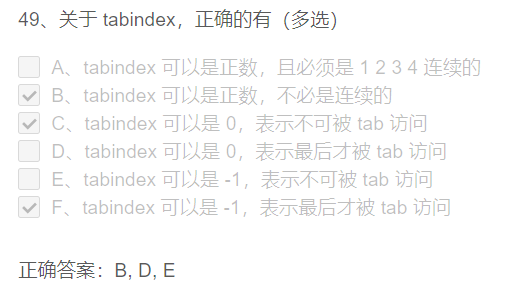 49、关于 tabindex，正确的有（多选）
A、tabindex 可以是正数，且必须是 1 2 3 4 连续的
B、tabindex 可以是正数，不必是连续的
C、tabindex 可以是 0，表示不可被 tab 访问
D、tabindex 可以是 0，表示最后才被 tab 访问
E、tabindex 可以是 -1，表示不可被 tab 访问
F、tabindex 可以是 -1，表示最后才被 tab 访问
正确答案：B, D, E